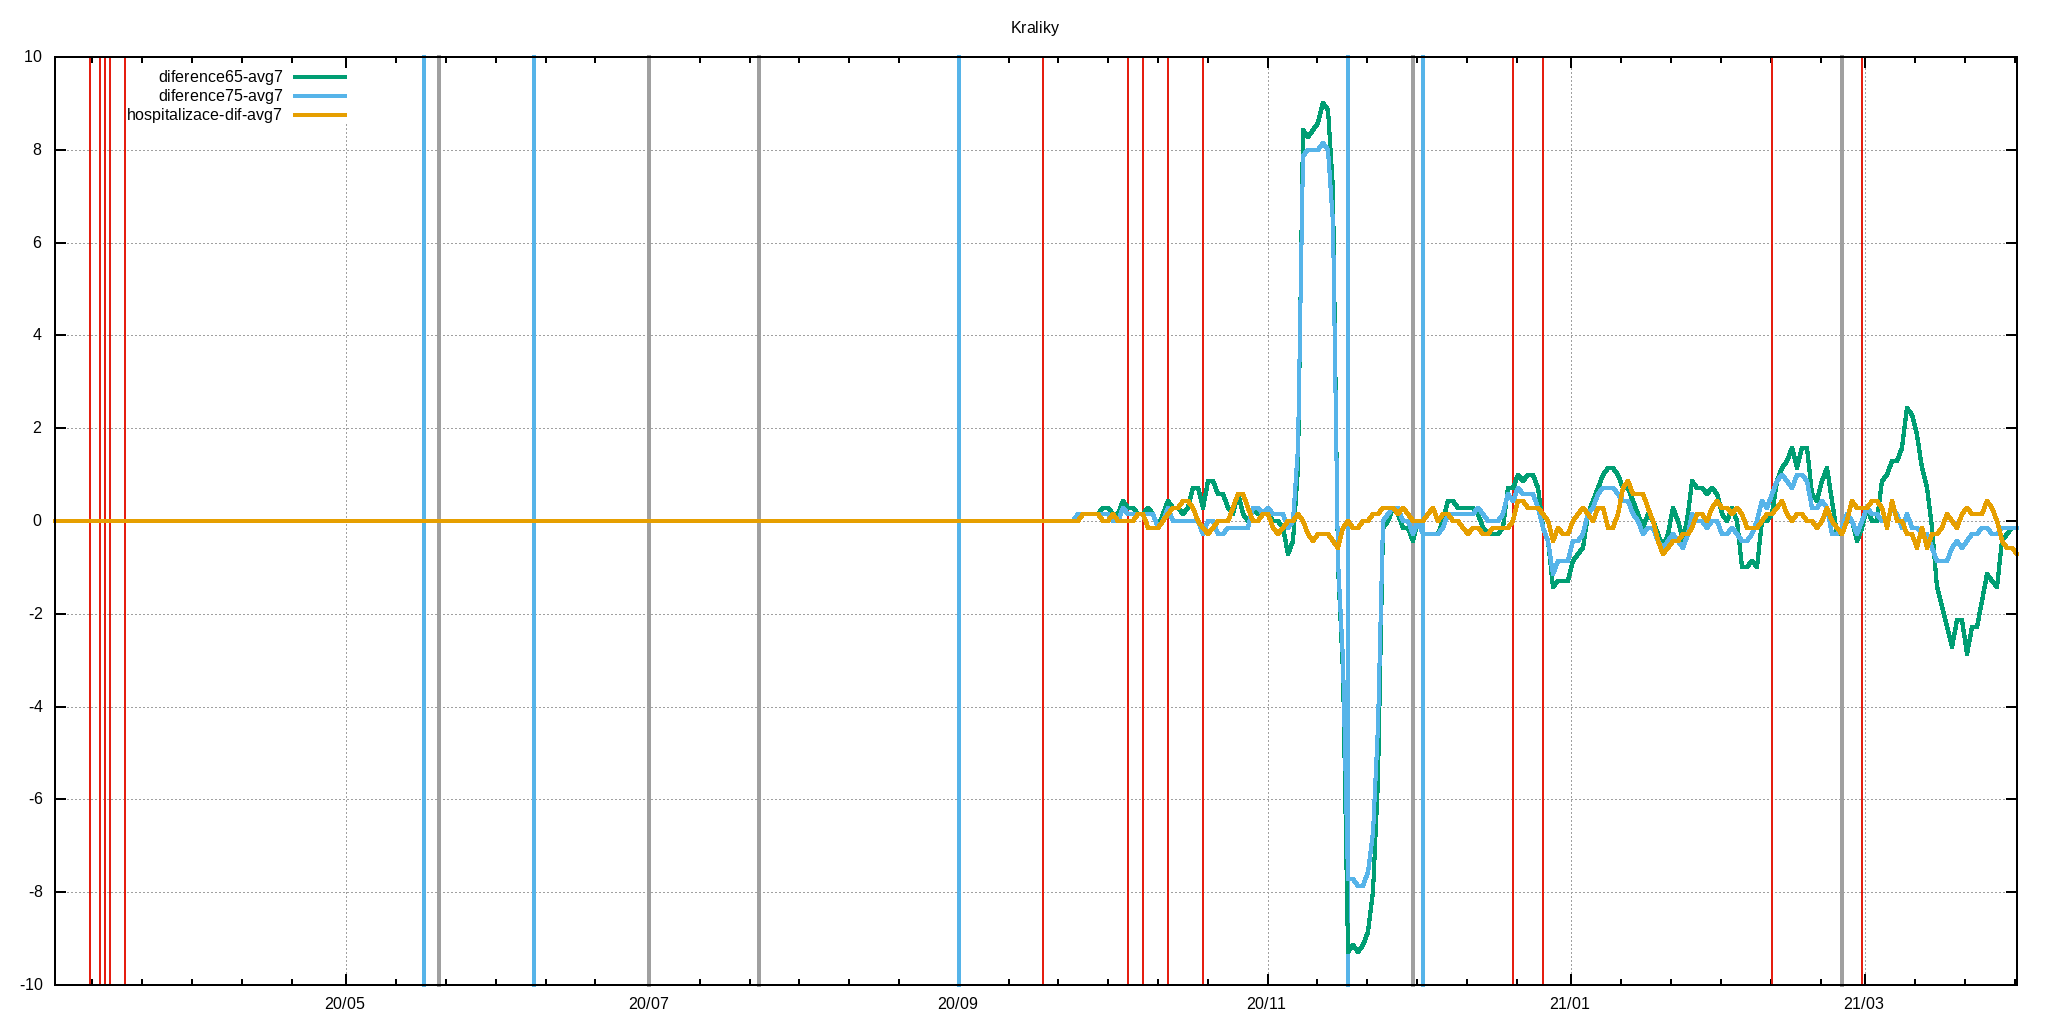 Kraliky
10
diference65-avg7
diference75-avg7
hospitalizace-dif-avg7
8
6
4
2
0
-2
-4
-6
-8
-10
20/05 20/07 20/09 20/11 21/01 21/03